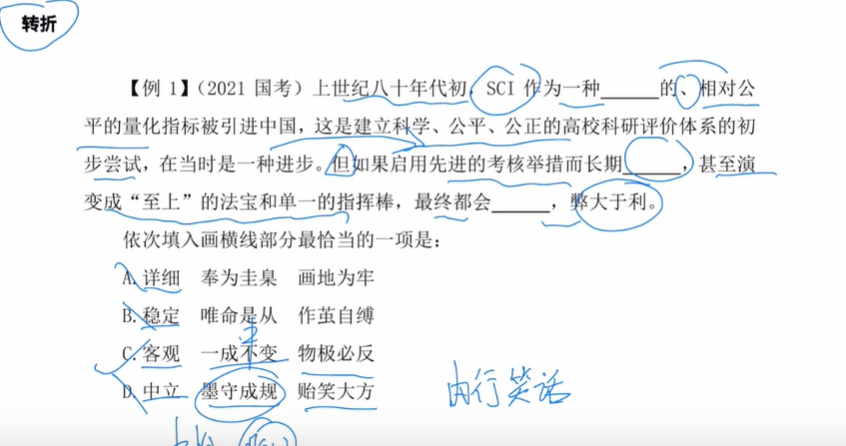 转折
【例 1】（2021 国考）上世纪八十年代初，SCI 作为一种______的、相对公
平的量化指标被引进中国，这是建立科学、公平、公正的高校科研评价体系的初
步尝试，在当时是一种进步。但如果启用先进的考核举措而长期______，甚至演
变成“至上”的法宝和单一的指挥棒，最终都会______，弊大于利。
依次填入画横线部分最恰当的一项是：
A. 详细 奉为圭臬 画地为牢
B. 稳定 唯命是从 作茧自缚
C. 客观 一成不变 物极必反
D. 中立 墨守成规 贻笑大方
内行笑话